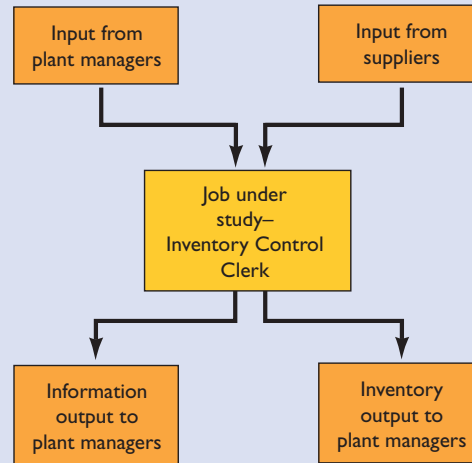 Input from
plant managers
Input from
suppliers
Job under
study–
Inventory Control
Clerk
Information
output to
plant managers
Inventory
output to
plant managers